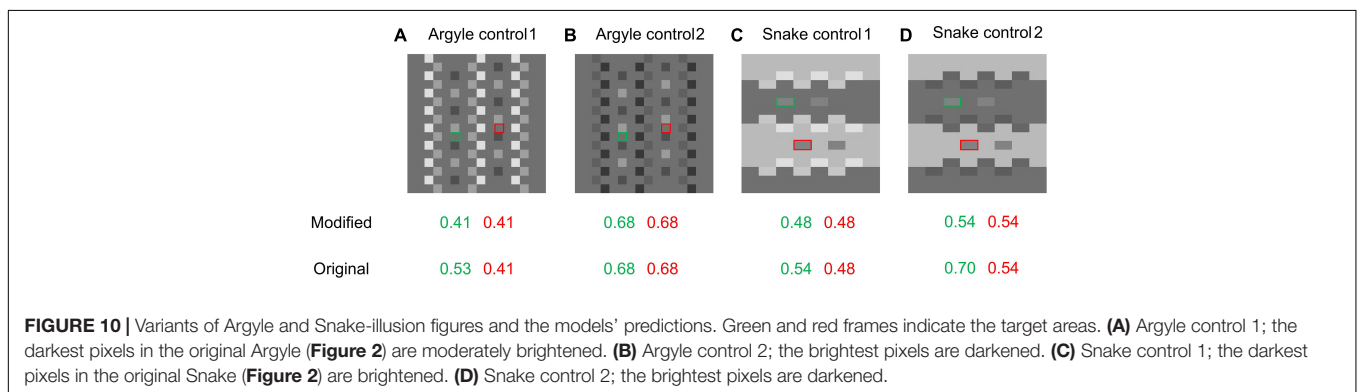 A Argyle control 1 B Argyle control 2 C Snake control 1 D Snake control 2
Modified 0.41 0.41 0.68 0.68 0.48 0.48 0.54 0.54
Original 0.53 0.41 0.68 0.68 0.54 0.48 0.70 0.54
FIGURE 10 | Variants of Argyle and Snake-illusion figures and the models' predictions. Green and red frames indicate the target areas. (A) Argyle control 1; the
darkest pixels in the original Argyle (Figure 2) are moderately brightened. (B) Argyle control 2; the brightest pixels are darkened. (C) Snake control 1; the darkest
pixels in the original Snake (Figure 2) are brightened. (D) Snake control 2; the brightest pixels are darkened.